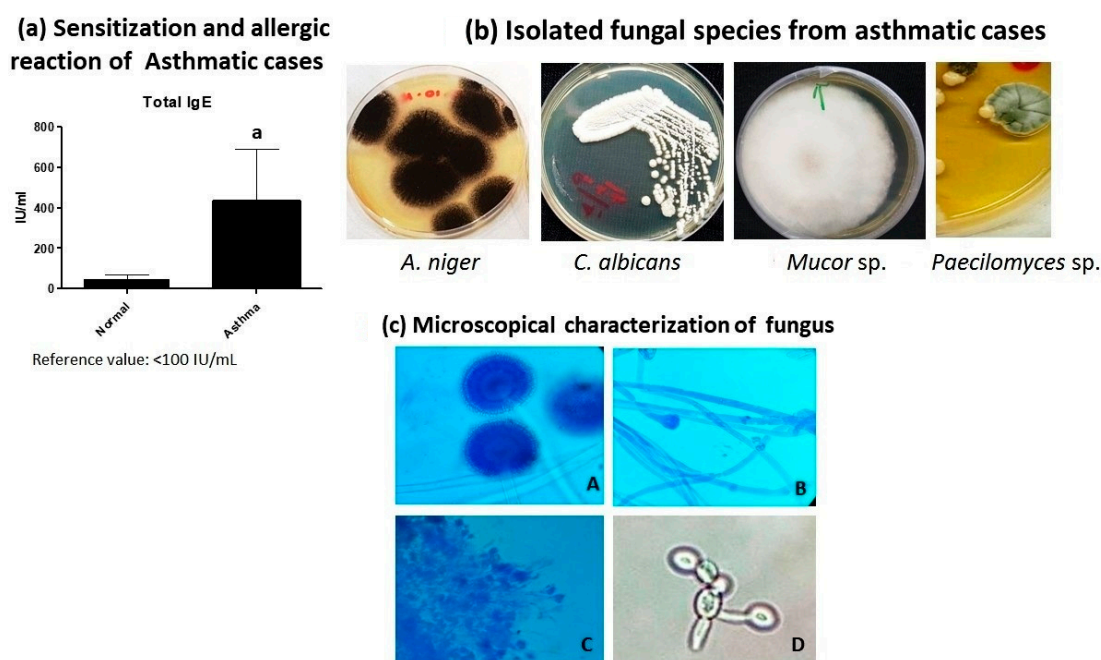 (a) Sensitization and allergic
reaction of Asthmatic cases
Total IgE
800
600
400
200
0
IU/ml
a
Normal
Asthma
Reference value: <100 IU/mL
(b) Isolated fungal species from asthmatic cases
A. niger
C. albicans
Mucor sp.
Paecilomyces sp.
(c) Microscopical characterization of fungus
A
B
C
D